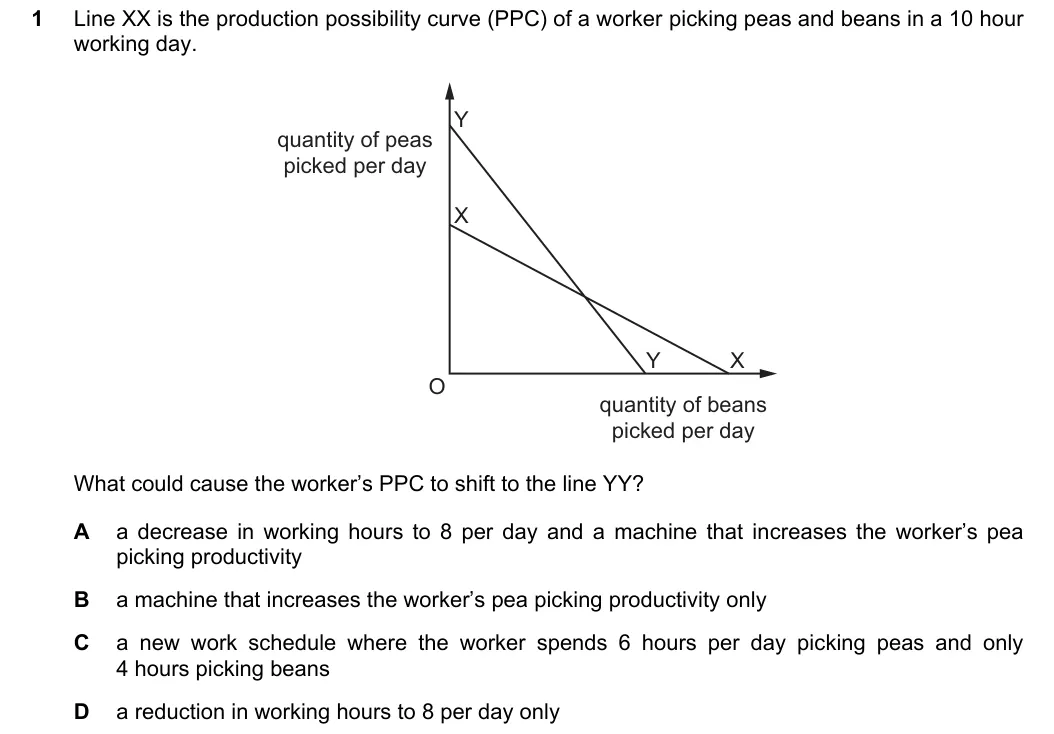 1 Line XX is the production possibility curve (PPC) of a worker picking peas and beans in a 10 hour
working day.
Y
quantity of peas
picked per day
X
Y
X
O
quantity of beans
picked per day
What could cause the worker’s PPC to shift to the line YY?
A a decrease in working hours to 8 per day and a machine that increases the worker’s pea
picking productivity
B a machine that increases the worker’s pea picking productivity only
C a new work schedule where the worker spends 6 hours per day picking peas and only
4 hours picking beans
D a reduction in working hours to 8 per day only